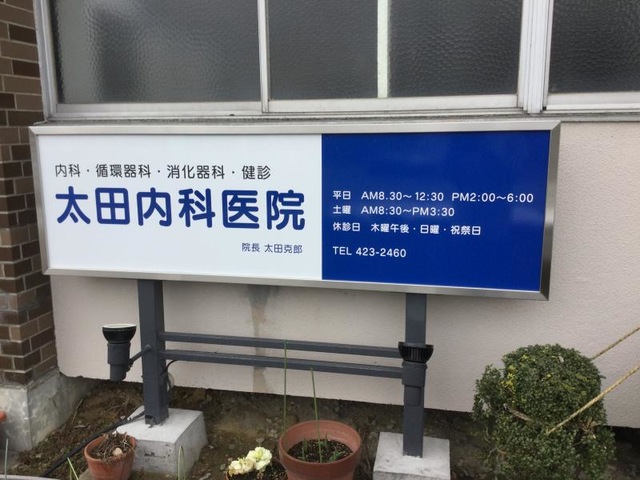 内科・循環器科・消化器科・健診
太田内科医院
院長 太田克郎
平日 AM8.30〜12:30 PM2:00〜6:00
土曜 AM8:30〜PM3:30
休診日 木曜午後・日曜・祝祭日
TEL 423-2460